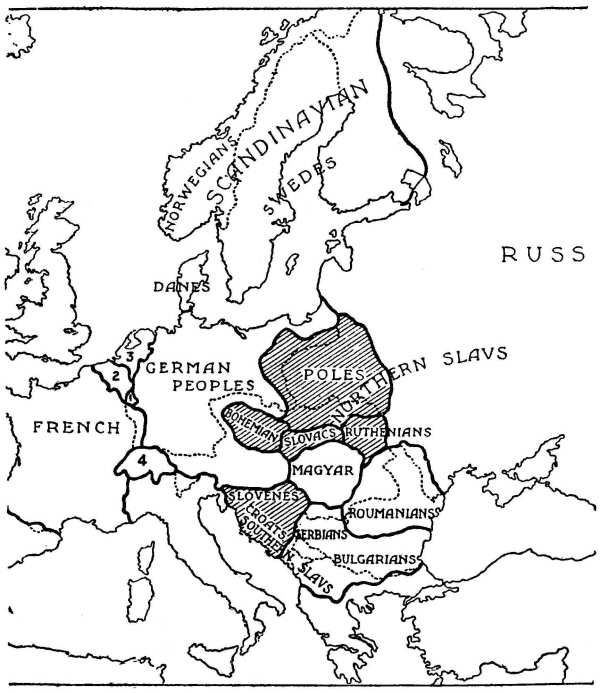 NORWEGIANS
SCANDINAVIAN
SWEDES
RUSS
DANES
3
GERMAN
PEOPLES
2
1
POLES
NORTHERN SLAVS
FRENCH
BOHEMIAN
SLOVACS
RUTHENIANS
4
MAGYAR
SLOVENES
CROATS
SOUTHERN SLAVS
ROUMANIANS
SERBIANS
BULGARIANS